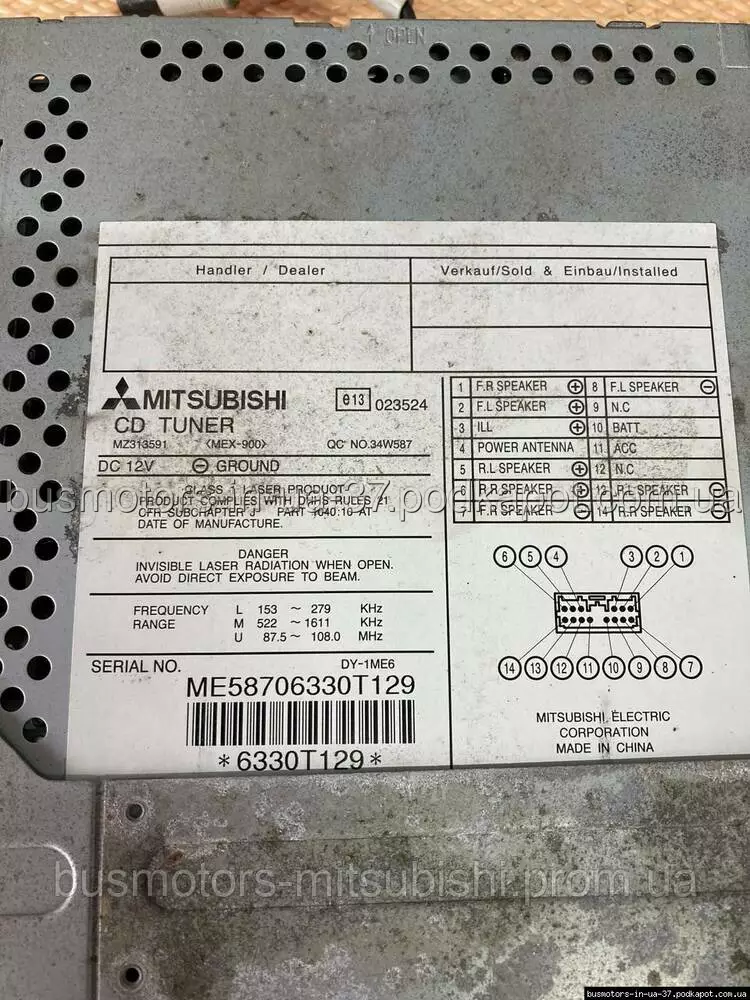 1 OPEN
Handler / Dealer
Verkauf/Sold & Einbau/Installed
MITSUBISHI
e13 023524
CD TUNER
MZ313591 <MEX-900> QC NO.34W587
DC 12V ⊖ GROUND
CLASS 1 LASER PRODUCT
PRODUCT COMPLIES WITH DHHS RULES 21
CFR SUBCHAPTER J PART 1040.10 AT
DATE OF MANUFACTURE.
DANGER
INVISIBLE LASER RADIATION WHEN OPEN.
AVOID DIRECT EXPOSURE TO BEAM.
FREQUENCY RANGE
L 153 ~ 279 KHz
M 522 ~ 1611 KHz
U 87.5 ~ 108.0 MHz
SERIAL NO. DY-1ME6
ME58706330T129
*6330T129*
1 F.R SPEAKER ⊕ 8 F.L SPEAKER ⊖
2 F.L SPEAKER ⊕ 9 N.C
3 ILL ⊕ 10 BATT
4 POWER ANTENNA 11 ACC
5 R.L SPEAKER ⊕ 12 N.C
6 R.R SPEAKER ⊕ 13 R.L SPEAKER ⊖
7 F.R SPEAKER ⊖ 14 R.R SPEAKER ⊖
6 5 4 3 2 1
14 13 12 11 10 9 8 7
MITSUBISHI ELECTRIC
CORPORATION
MADE IN CHINA
busmotors-in-ua-37.podkapot.com.ua
busmotors-mitsubishi.prom.ua
busmotors-in-ua-37.podkapot.com.ua